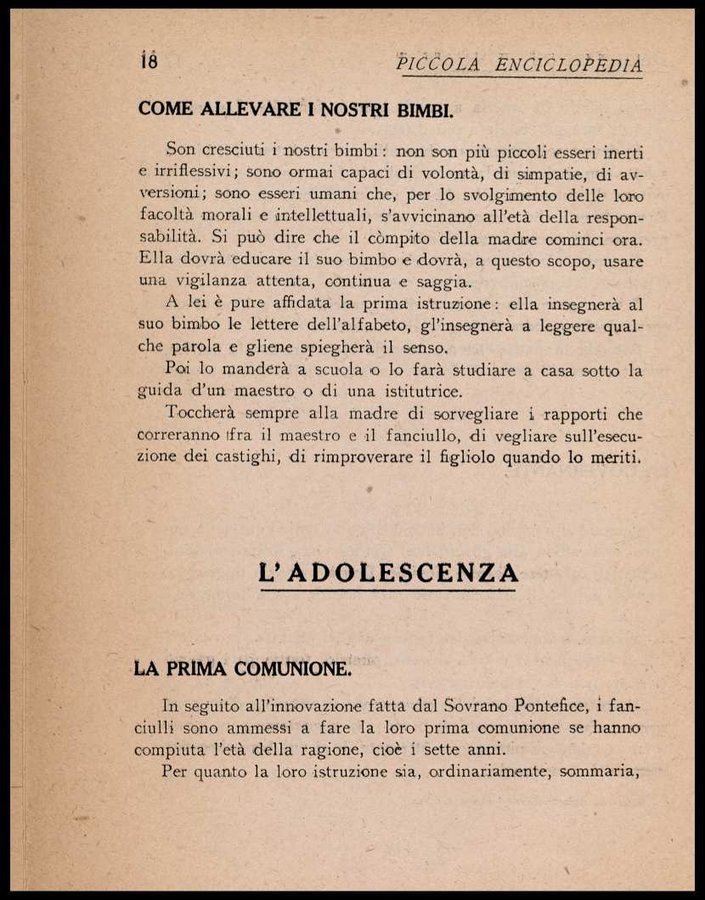 18 PICCOLA ENCICLOPEDIA
COME ALLEVARE I NOSTRI BIMBI.
Son cresciuti i nostri bimbi: non son più piccoli esseri inerti
e irriflessivi; sono ormai capaci di volontà, di simpatie, di av-
versioni; sono esseri umani che, per lo svolgimento delle loro
facoltà morali e intellettuali, s'avvicinano all'età della respon-
sabilità. Si può dire che il còmpito della madre cominci ora.
Ella dovrà educare il suo bimbo e dovrà, a questo scopo, usare
una vigilanza attenta, continua e saggia.
A lei è pure affidata la prima istruzione: ella insegnerà al
suo bimbo le lettere dell'alfabeto, gl'insegnerà a leggere qual-
che parola e gliene spiegherà il senso.
Poi lo manderà a scuola o lo farà studiare a casa sotto la
guida d'un maestro o di una istitutrice.
Toccherà sempre alla madre di sorvegliare i rapporti che
correranno fra il maestro e il fanciullo, di vegliare sull'esecu-
zione dei castighi, di rimproverare il figliolo quando lo meriti.
L'ADOLESCENZA
LA PRIMA COMUNIONE.
In seguito all'innovazione fatta dal Sovrano Pontefice, i fan-
ciulli sono ammessi a fare la loro prima comunione se hanno
compiuta l'età della ragione, cioè i sette anni.
Per quanto la loro istruzione sia, ordinariamente, sommaria,